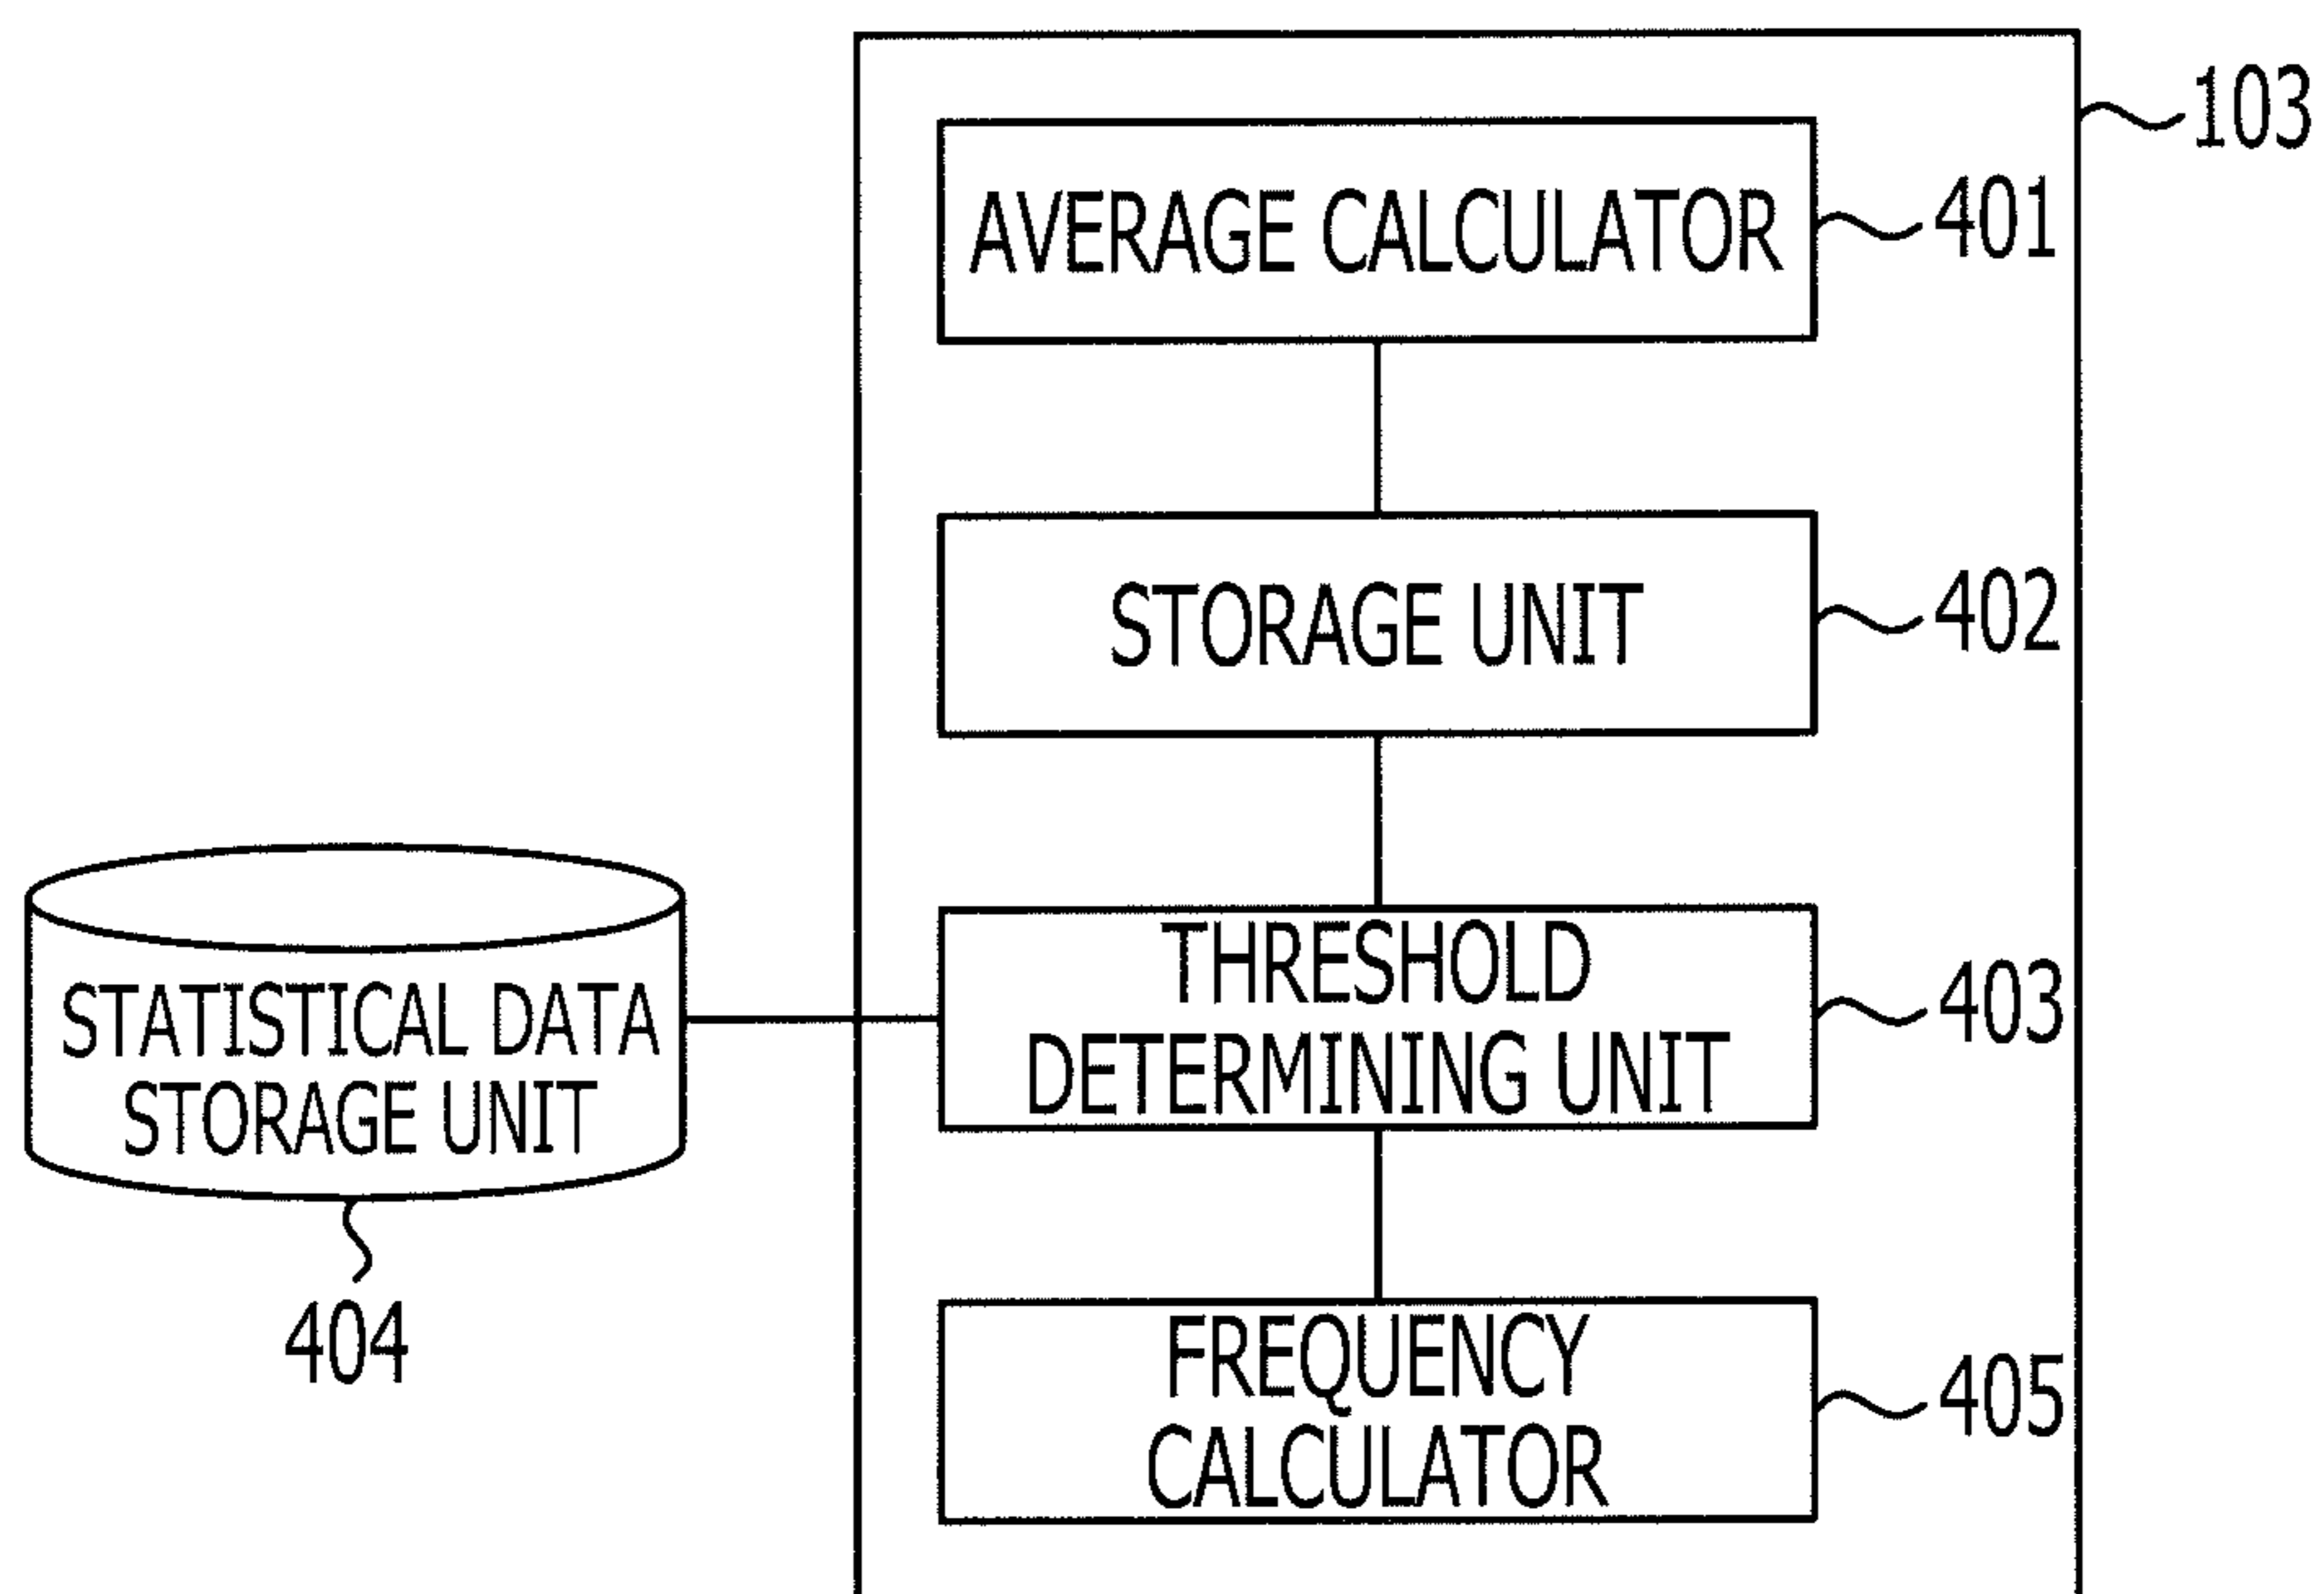 103
AVERAGE CALCULATOR
401
STORAGE UNIT
402
THRESHOLD
DETERMINING UNIT
403
STATISTICAL DATA
STORAGE UNIT
404
FREQUENCY
CALCULATOR
405